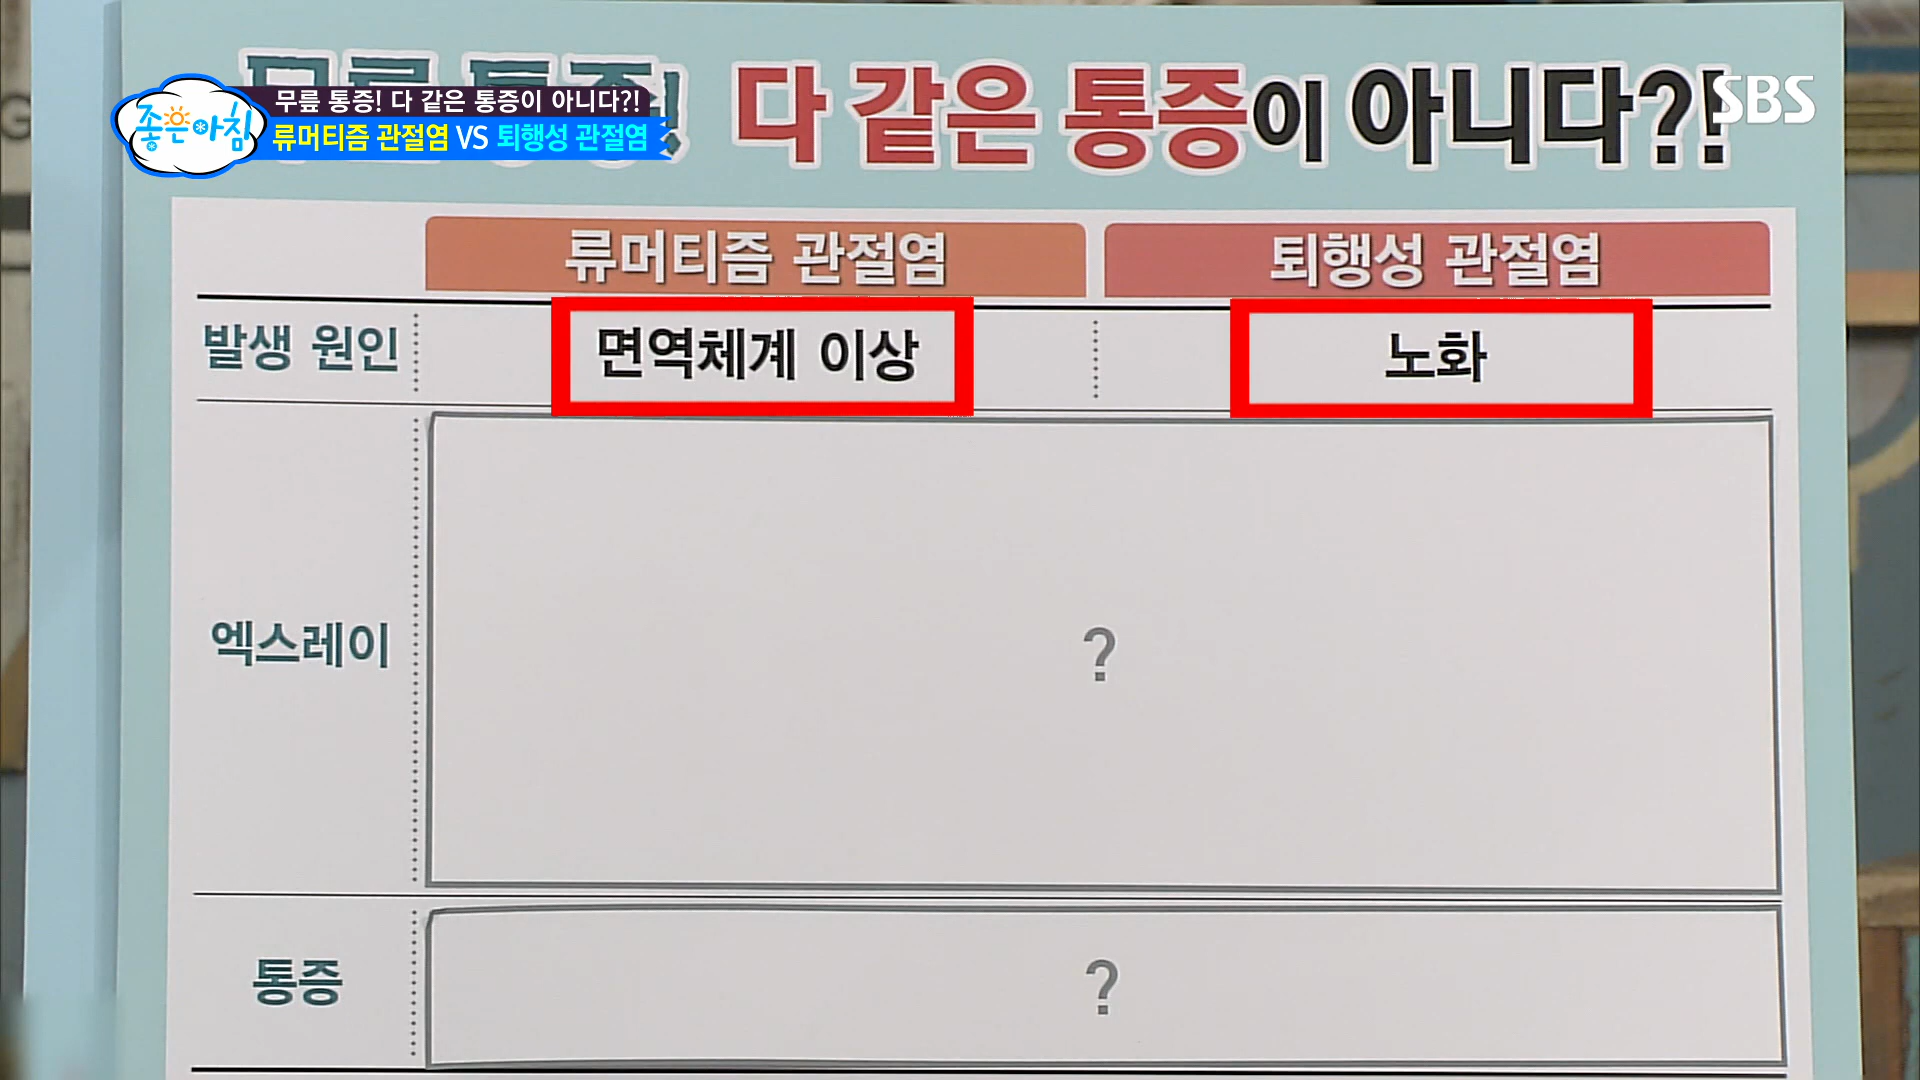 무릎 통증! 다 같은 통증이 아니다?!
SBS
좋은아침
무릎 통증! 다 같은 통증이 아니다?!
류머티즘 관절염 VS 퇴행성 관절염
류머티즘 관절염 퇴행성 관절염
발생 원인 면역체계 이상 노화
엑스레이 ?
통증 ?